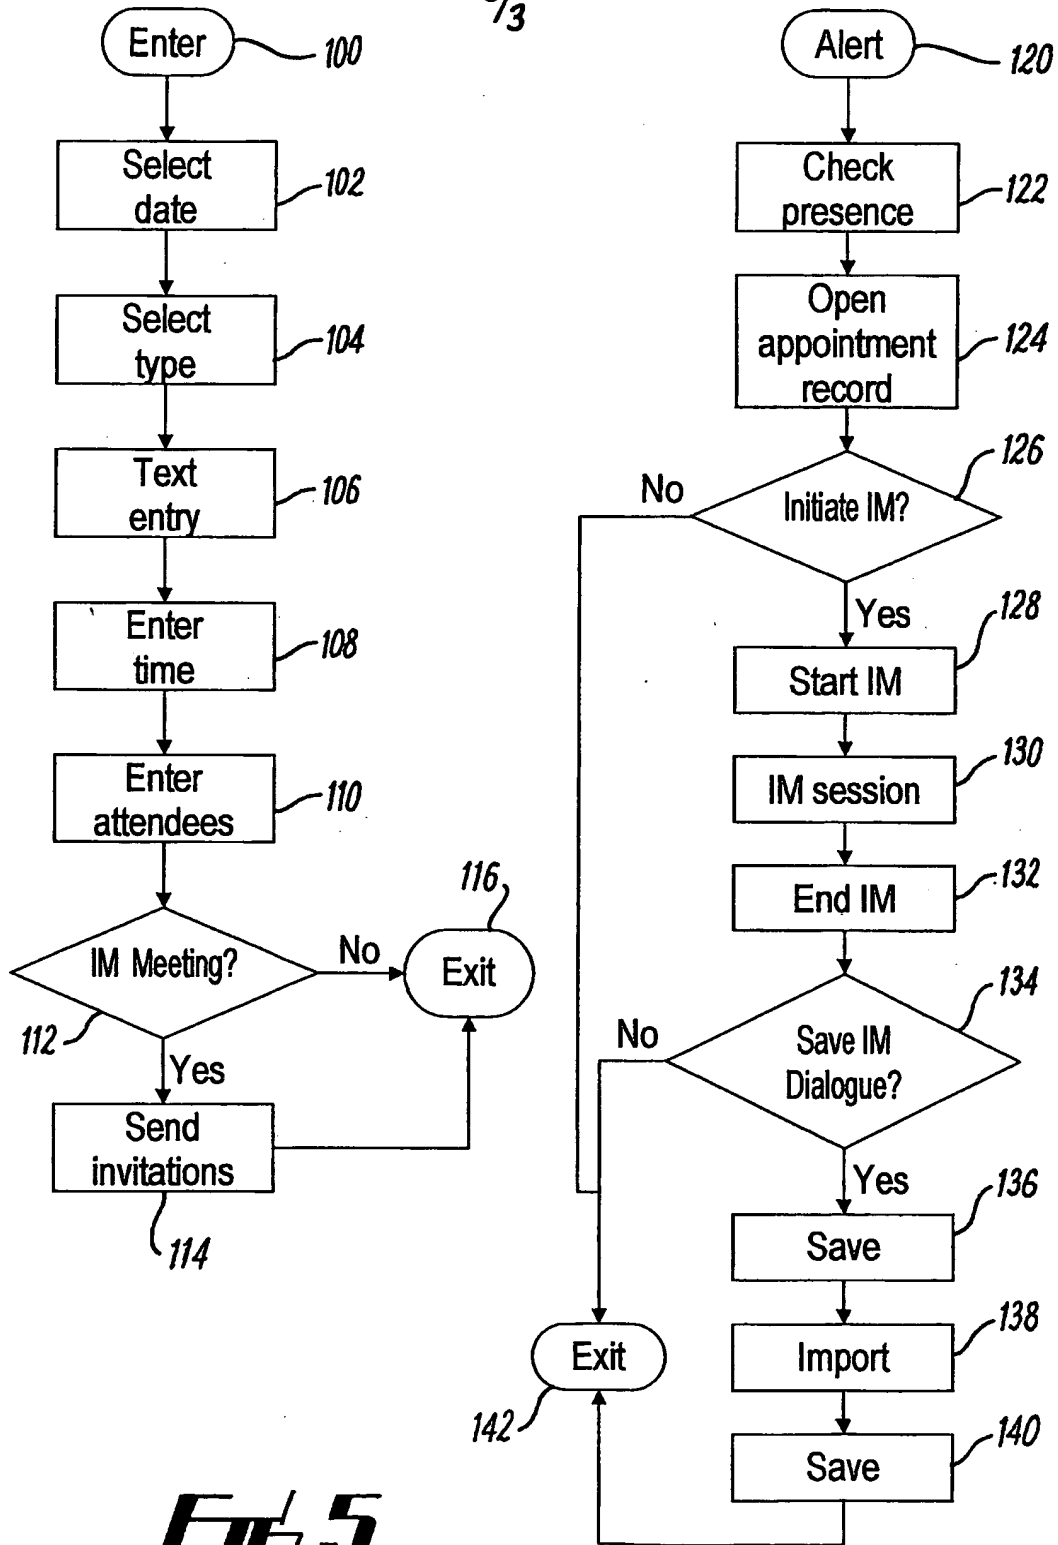 /3
Enter
100
Select
date
102
Select
type
104
Text
entry
106
Enter
time
108
Enter
attendees
110
IM Meeting?
112
No
116
Exit
Yes
Send
invitations
114
Alert
120
Check
presence
122
Open
appointment
record
124
No
Initiate IM?
126
Yes
Start IM
128
IM session
130
End IM
132
No
Save IM
Dialogue?
134
Yes
Save
136
Import
138
Save
140
Exit
142
FIG. 5